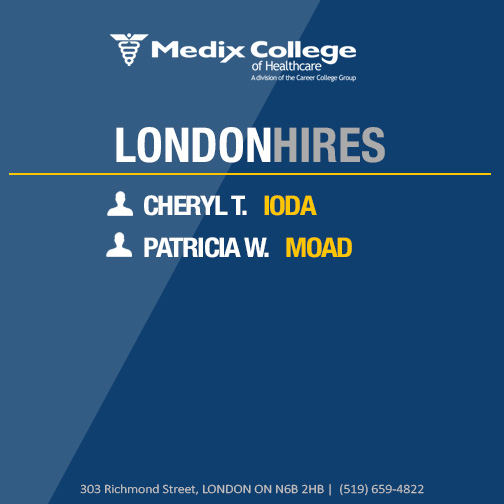 Medix College
of Healthcare
A division of the Career College Group
LONDONHIRES
CHERYL T. IODA
PATRICIA W. MOAD
303 Richmond Street, LONDON ON N6B 2HB | (519) 659-4822